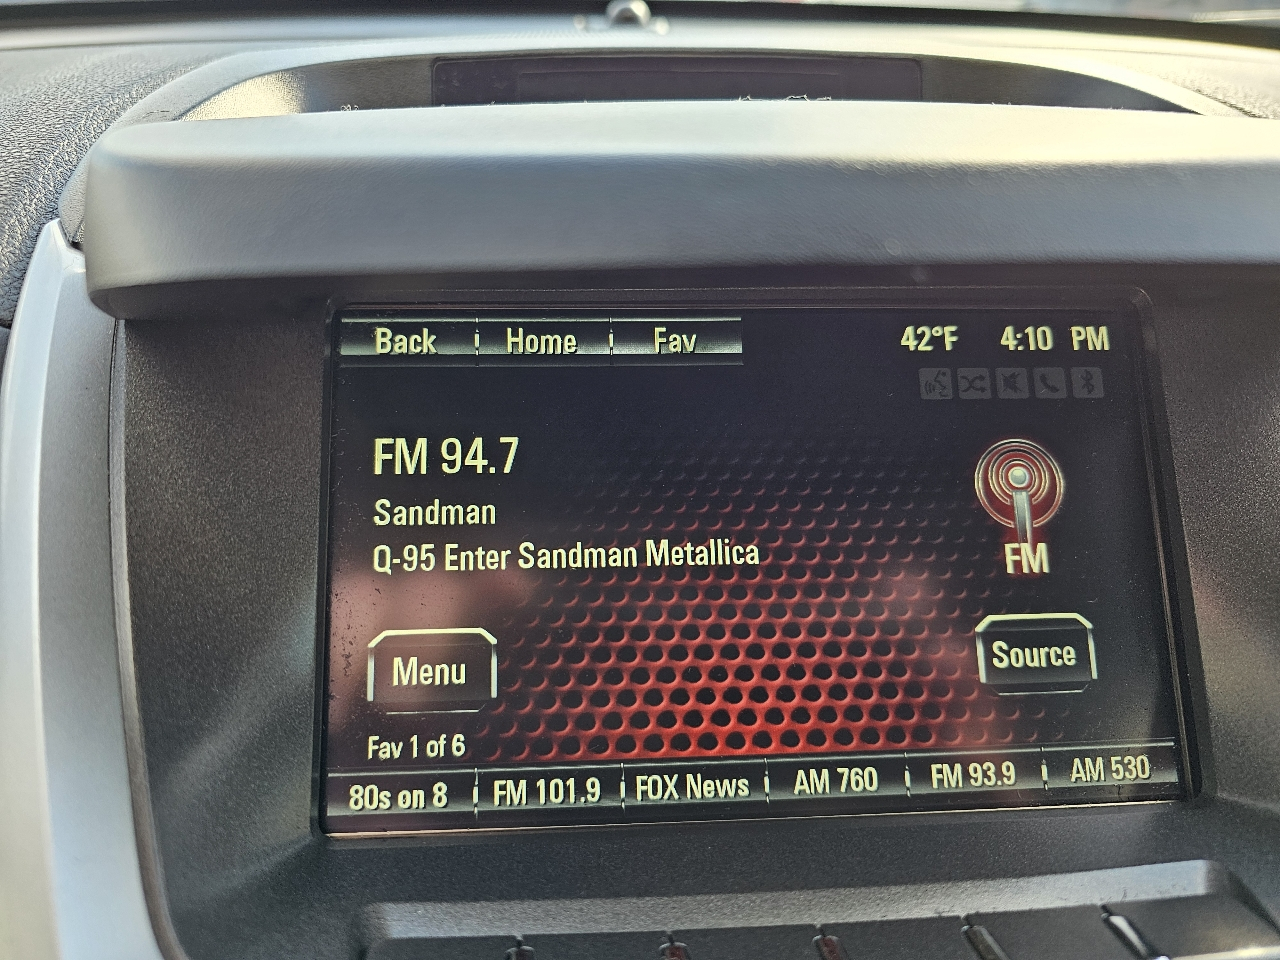 Back Home Fav 42°F 4:10 PM
FM 94.7
Sandman
Q-95 Enter Sandman Metallica
FM
Menu
Source
Fav 1 of 6
80s on 8 FM 101.9 FOX News AM 760 FM 93.9 AM 530